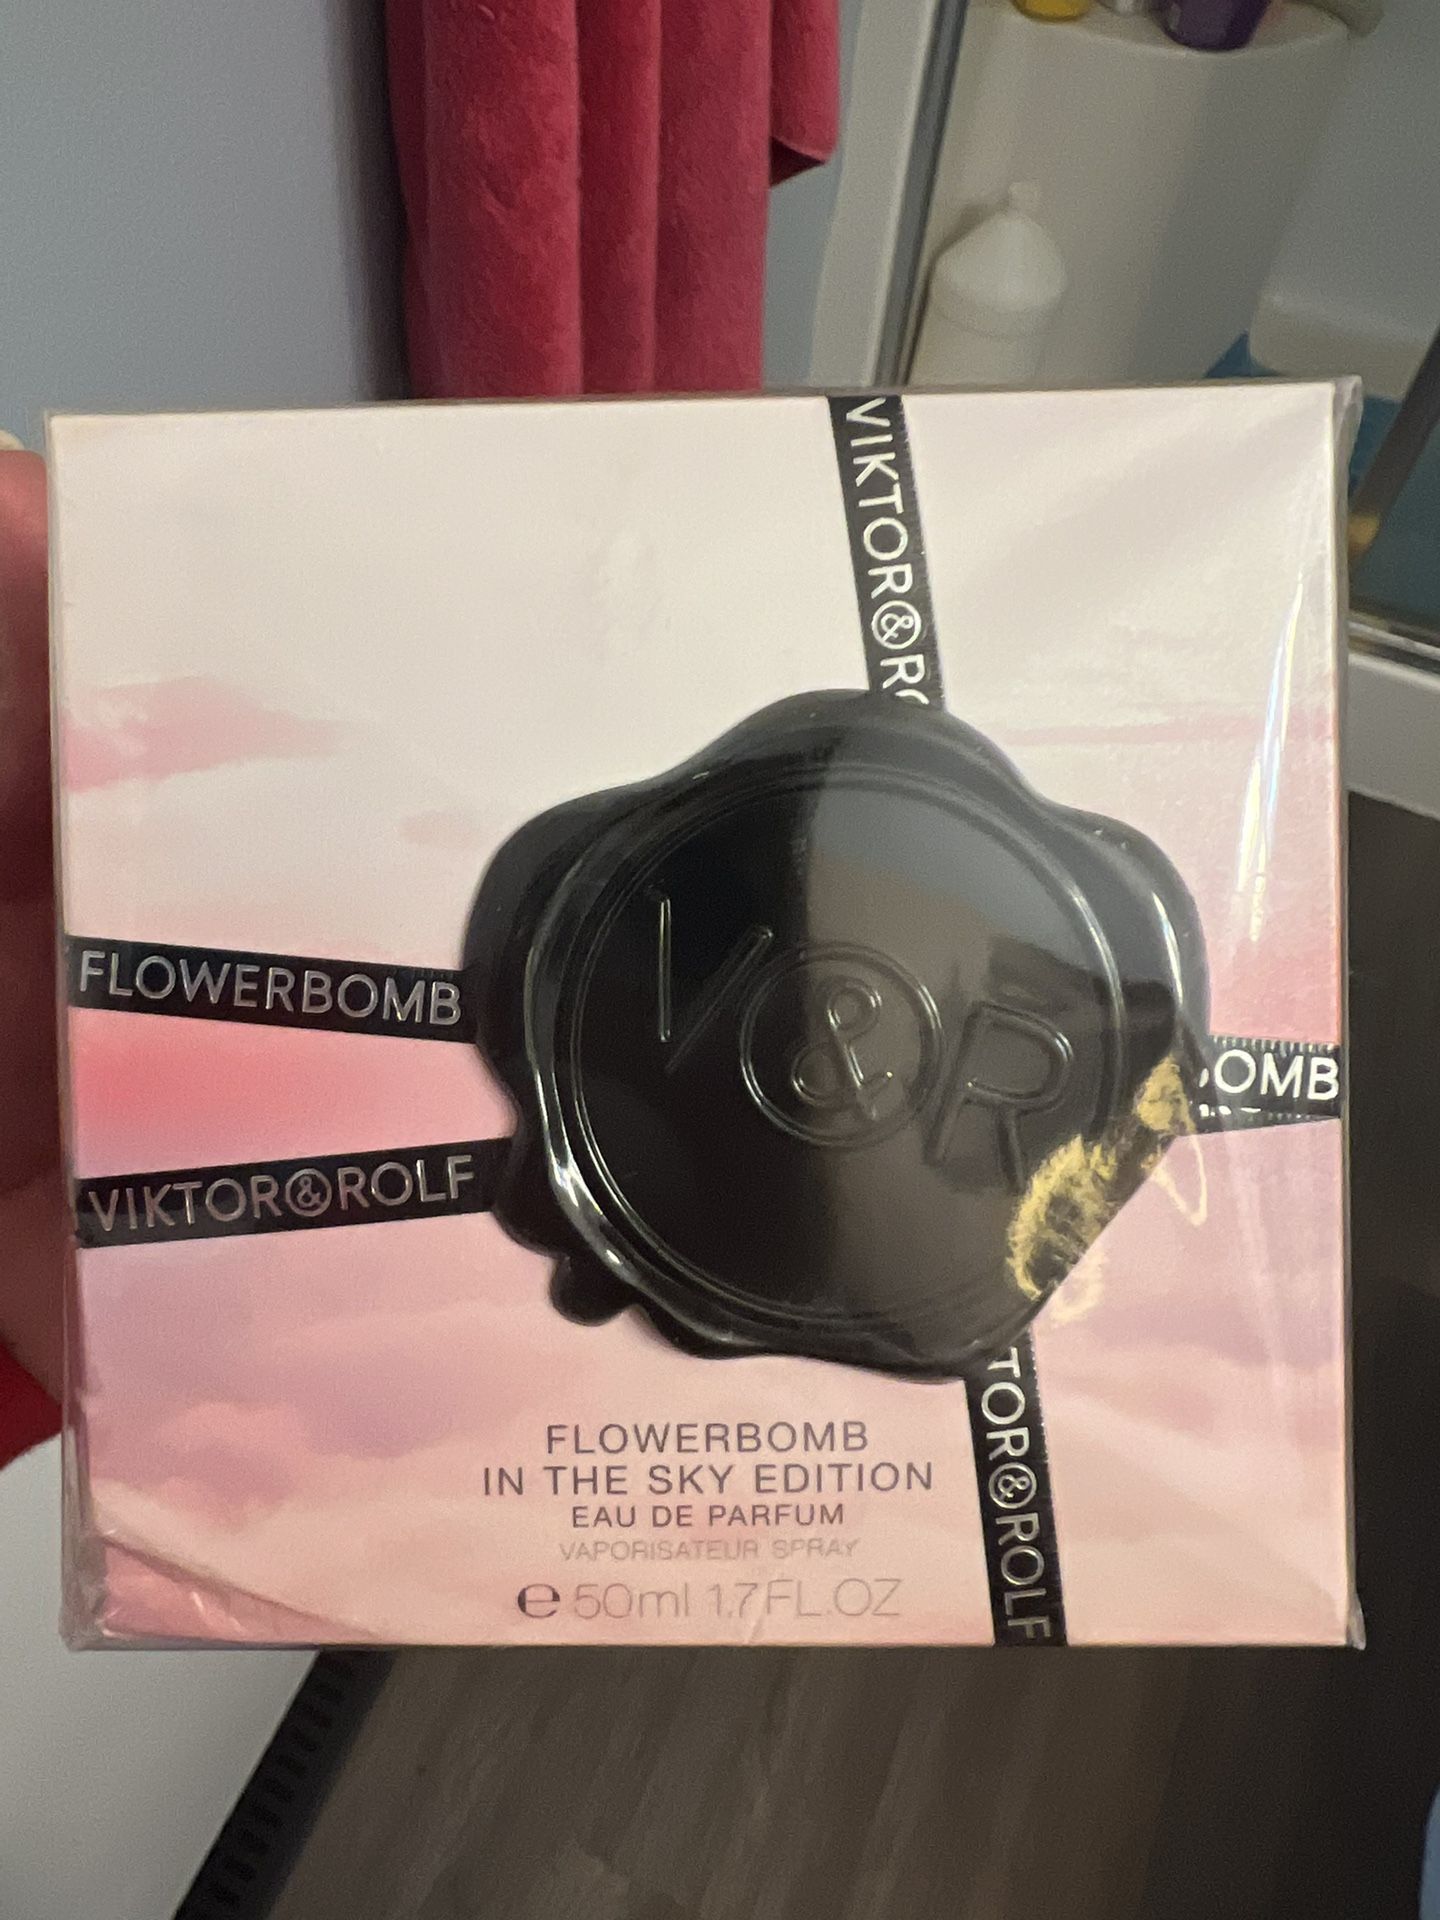 VIKTOR&RO
V&R
FLOWERBOMB
OMB
VIKTOR&ROLF
TOR&ROLF
FLOWERBOMB
IN THE SKY EDITION
EAU DE PARFUM
VAPORISATEUR SPRAY
e 50ml 1.7FL.OZ